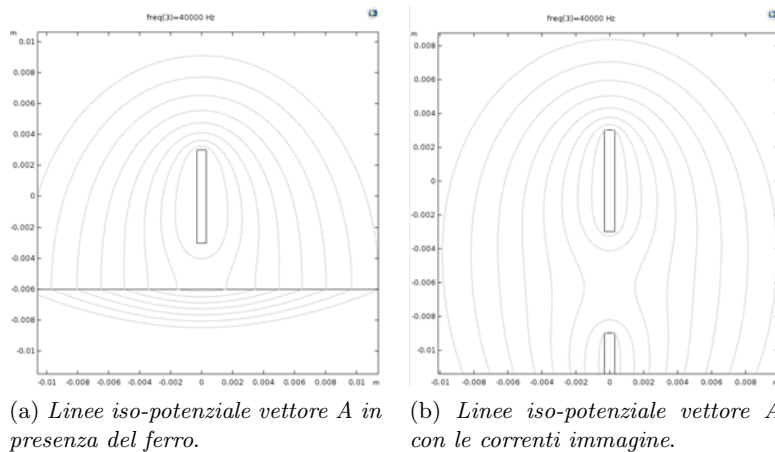 freq(3)=40000 Hz
m
0.01
0.008
0.006
0.004
0.002
0
-0.002
-0.004
-0.006
-0.008
-0.01
-0.01 -0.008 -0.006 -0.004 -0.002 0 0.002 0.004 0.006 0.008 0.01 m
(a) Linee iso-potenziale vettore A in
presenza del ferro.
freq(3)=40000 Hz
m
0.008
0.006
0.004
0.002
0
-0.002
-0.004
-0.006
-0.008
-0.01
-0.01 -0.008 -0.006 -0.004 -0.002 0 0.002 0.004 0.006 0.008 m
(b) Linee iso-potenziale vettore A
con le correnti immagine.